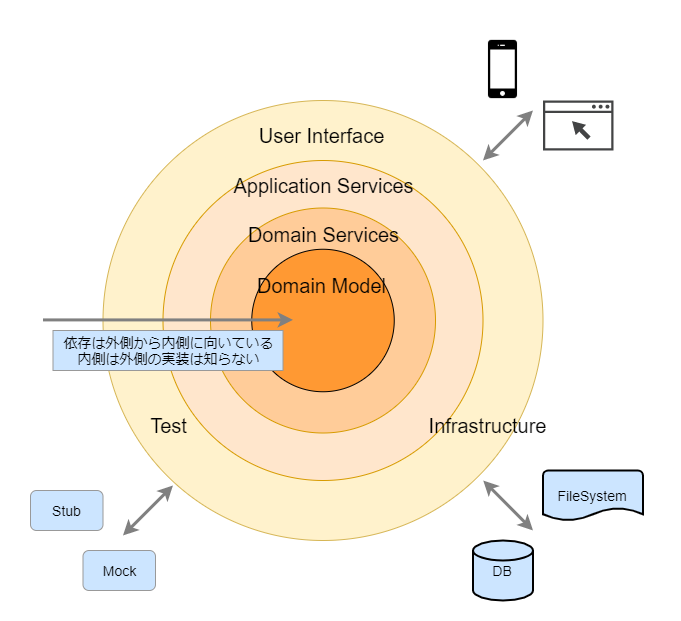 User Interface
Application Services
Domain Services
Domain Model
依存は外側から内側に向いている
内側は外側の実装は知らない
Test
Infrastructure
Stub
Mock
FileSystem
DB